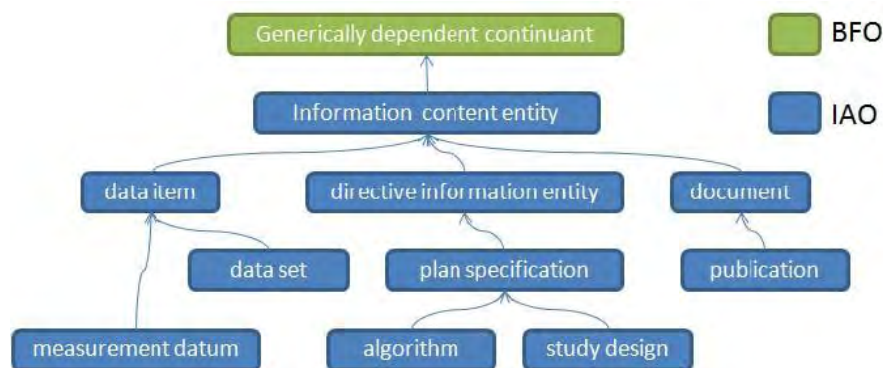 Generically dependent continuant
BFO
Information content entity
IAO
data item
directive information entity
document
data set
plan specification
publication
measurement datum
algorithm
study design